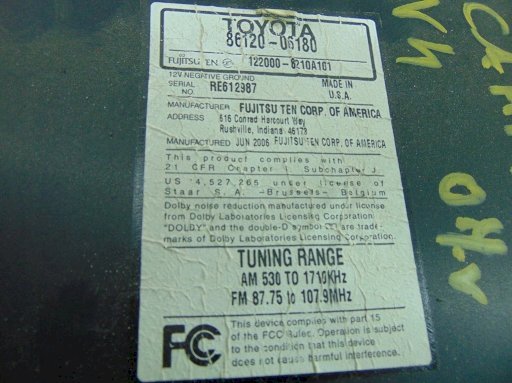 TOYOTA
86120-06180
FUJITSU TEN 122000-6210A101
12V NEGATIVE GROUND
SERIAL NO. RE612987
MADE IN U.S.A.
MANUFACTURER FUJITSU TEN CORP. OF AMERICA
ADDRESS 616 Conrad Harcourt Way
Rushville, Indiana 46173
MANUFACTURED JUN 2006 FUJITSU TEN CORP. OF AMERICA
This product complies with
21 CFR Chapter I, Subchapter J.
US 4,527,265 under license of
Staar S.A. -Brussels- Belgium
Dolby noise reduction manufactured under license
from Dolby Laboratories Licensing Corporation
"DOLBY" and the double-D symbol are trade-
marks of Dolby Laboratories Licensing Corporation.
TUNING RANGE
AM 530 TO 1710KHz
FM 87.75 to 107.9MHz
FC This device complies with part 15
of the FCC Rules. Operation is subject
to the condition that this device
does not cause harmful interference.